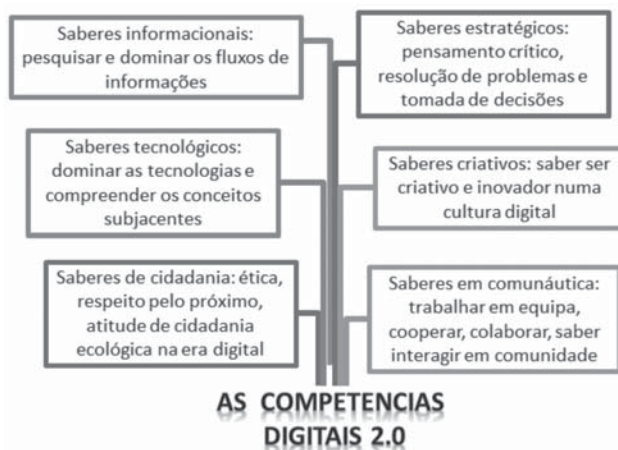 Saberes informacionais:
pesquisar e dominar os fluxos de
informações
Saberes estratégicos:
pensamento crítico,
resolução de problemas e
tomada de decisões
Saberes tecnológicos:
dominar as tecnologias e
compreender os conceitos
subjacentes
Saberes criativos: saber ser
criativo e inovador numa
cultura digital
Saberes de cidadania: ética,
respeito pelo próximo,
atitude de cidadania
ecológica na era digital
Saberes em comunáutica:
trabalhar em equipa,
cooperar, colaborar, saber
interagir em comunidade
AS COMPETENCIAS
DIGITAIS 2.0